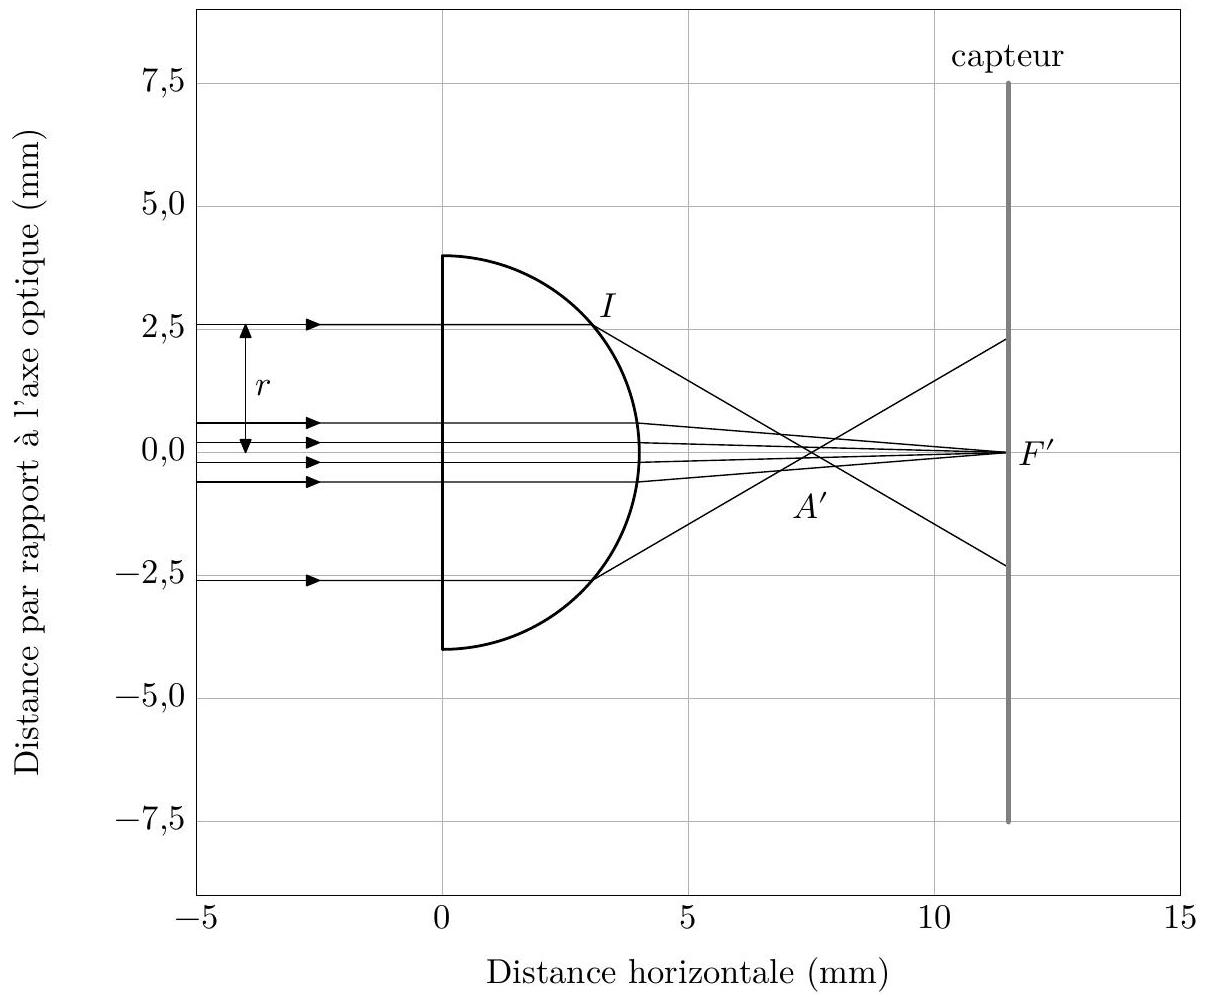 capteur
7,5
5,0
2,5
0,0
−2,5
−5,0
−7,5
Distance par rapport à l'axe optique (mm)
I
r
F′
A′
−5
0
5
10
15
Distance horizontale (mm)